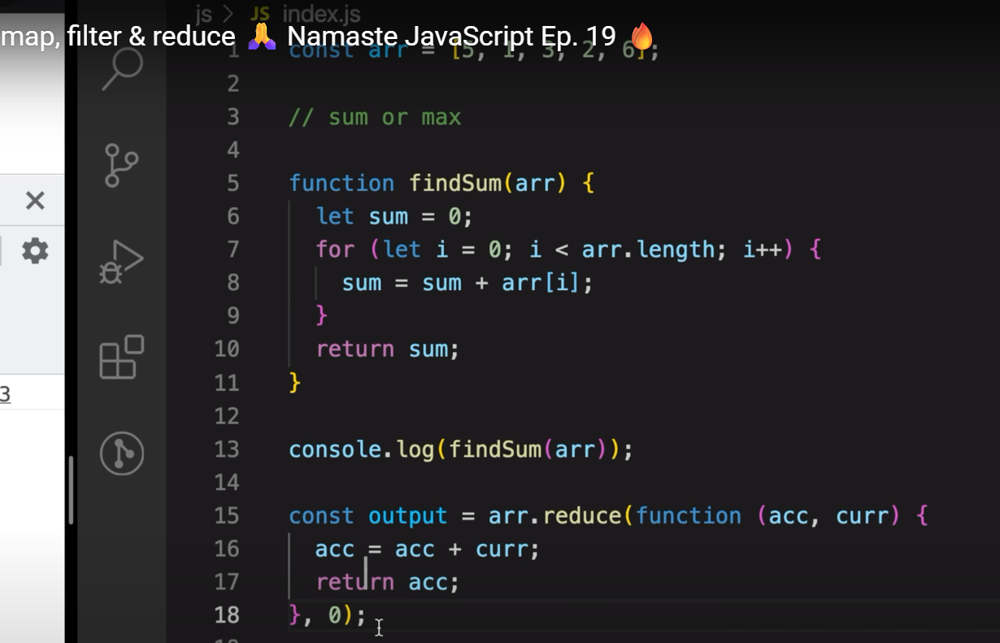 js > JS index.js
map, filter & reduce 🙏 Namaste JavaScript Ep. 19 🔥
1 const arr = [5, 1, 3, 2, 6];
2
3 // sum or max
4
5 function findSum(arr) {
6 let sum = 0;
7 for (let i = 0; i < arr.length; i++) {
8 sum = sum + arr[i];
9 }
10 return sum;
11 }
12
3
13 console.log(findSum(arr));
14
15 const output = arr.reduce(function (acc, curr) {
16 acc = acc + curr;
17 return acc;
18 }, 0);